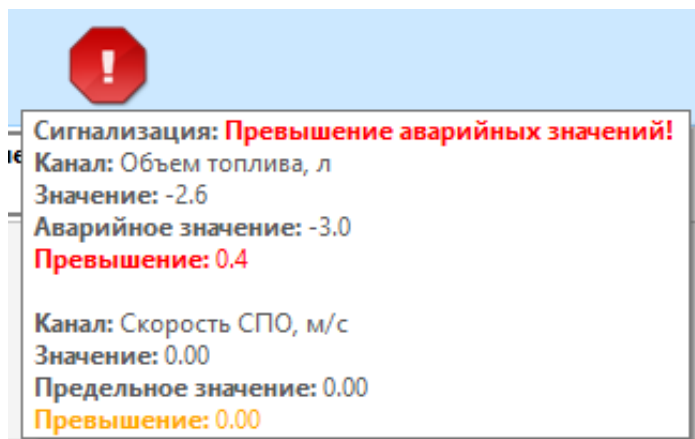 Сигнализация: Превышение аварийных значений!
Канал: Объем топлива, л
Значение: -2.6
Аварийное значение: -3.0
Превышение: 0.4
Канал: Скорость СПО, м/с
Значение: 0.00
Предельное значение: 0.00
Превышение: 0.00